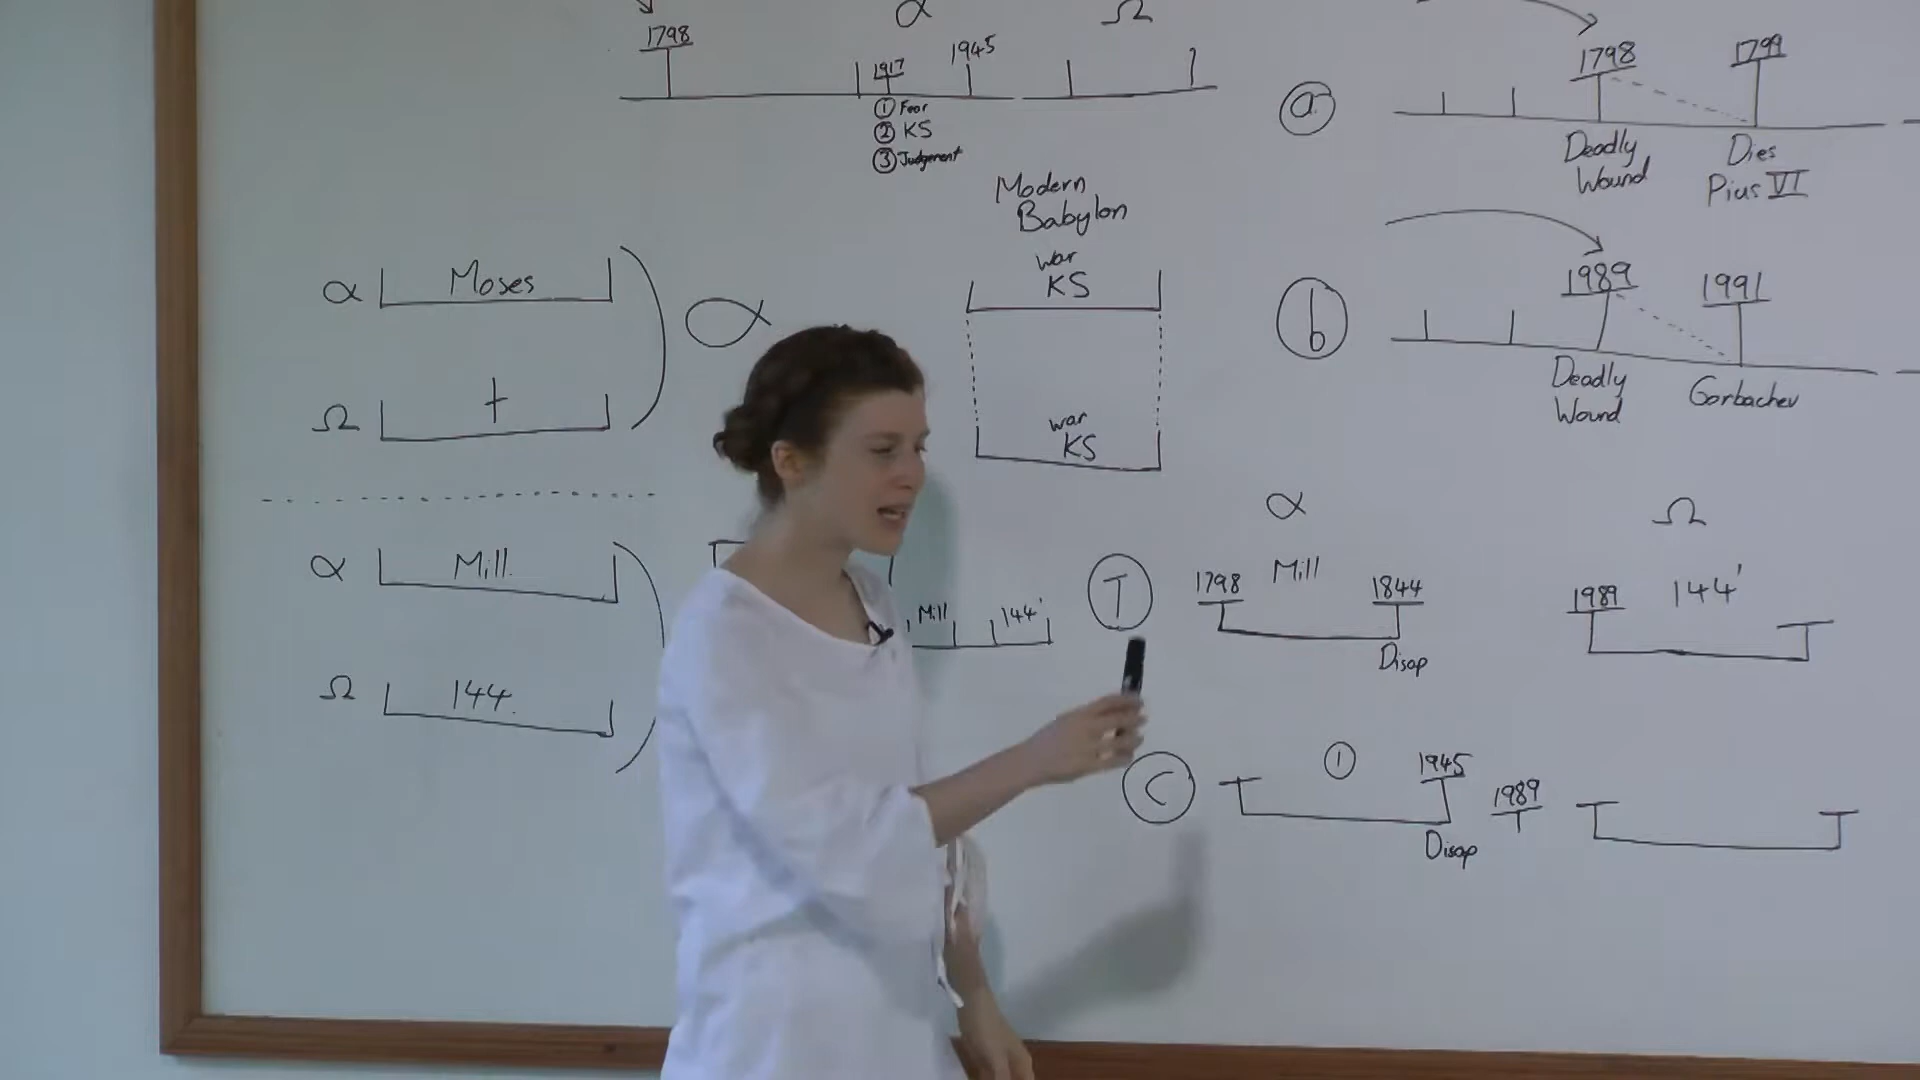 α Ω
1798 1917 1945
① Fear
② KS
③ Judgement
a 1798 1799
Deadly Wound
Dies Pius VI
Modern Babylon
war
KS
war
KS
b 1989 1991
Deadly Wound
Gorbachev
α Moses α
Ω †
α Mill.
Ω 144.
Mill 144'
α Ω
T 1798 Mill 1844 1989 144'
Disap
C ① 1945 1989
Disap